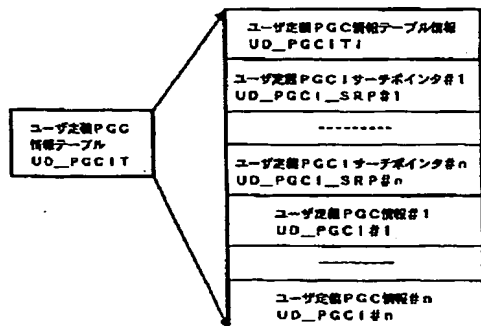 ユーザ定義PGC
情報テーブル
UD_PGCIT
ユーザ定義PGC情報テーブル情報
UD_PGCITI
ユーザ定義PGCIサーチポインタ#1
UD_PGCI_SRP#1
ユーザ定義PGCIサーチポインタ#n
UD_PGCI_SRP#n
ユーザ定義PGC情報#1
UD_PGCI#1
ユーザ定義PGC情報#n
UD_PGCI#n